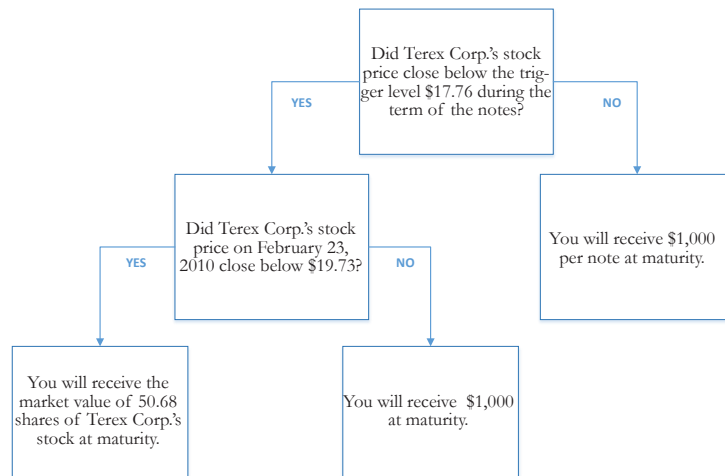 Did Terex Corp.'s stock
price close below the trig-
ger level $17.76 during the
term of the notes?
YES
NO
Did Terex Corp.'s stock
price on February 23,
2010 close below $19.73?
You will receive $1,000
per note at maturity.
YES
NO
You will receive the
market value of 50.68
shares of Terex Corp.'s
stock at maturity.
You will receive $1,000
at maturity.